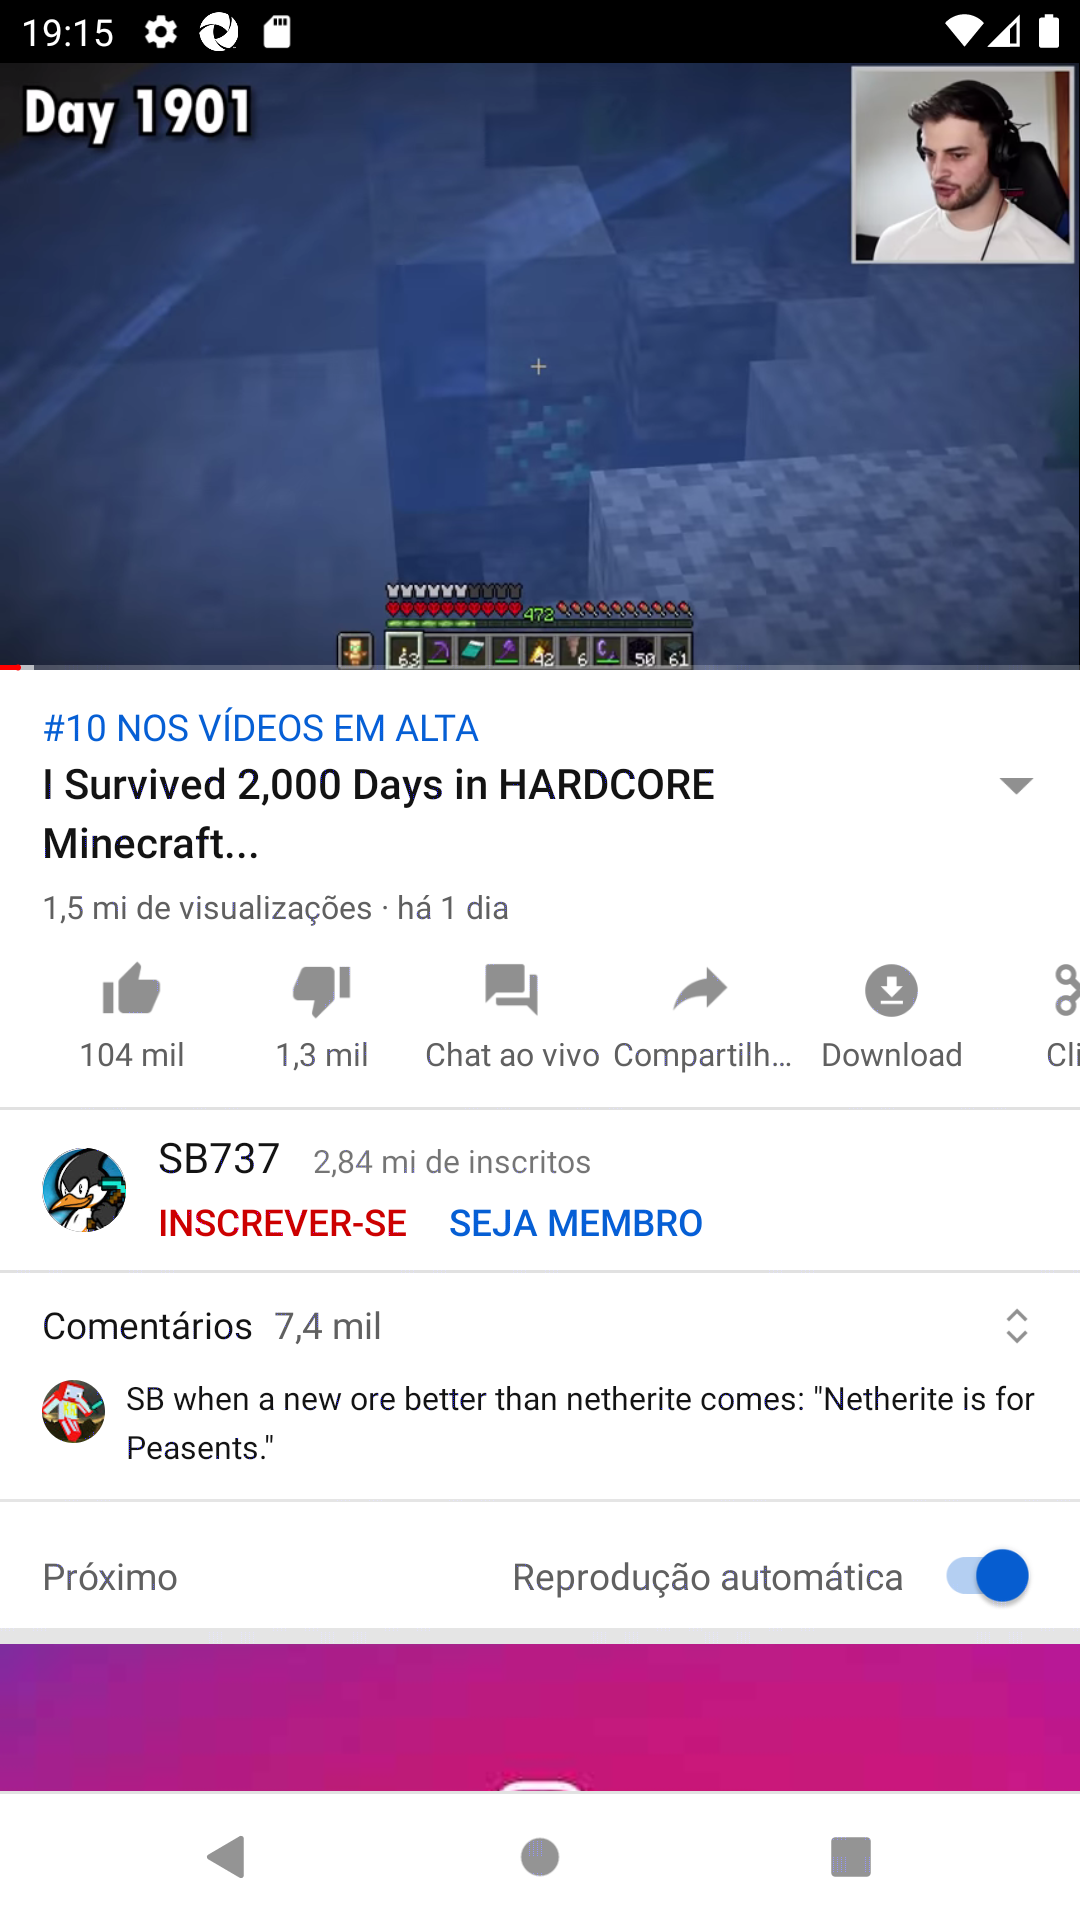 19:15
Day 1901
472
63 42 6 50 61
#10 NOS VÍDEOS EM ALTA
I Survived 2,000 Days in HARDCORE
Minecraft...
1,5 mi de visualizações · há 1 dia
104 mil 1,3 mil Chat ao vivo Compartilh... Download Cli
SB737 2,84 mi de inscritos
INSCREVER-SE SEJA MEMBRO
Comentários 7,4 mil
SB when a new ore better than netherite comes: "Netherite is for
Peasents."
Próximo Reprodução automática